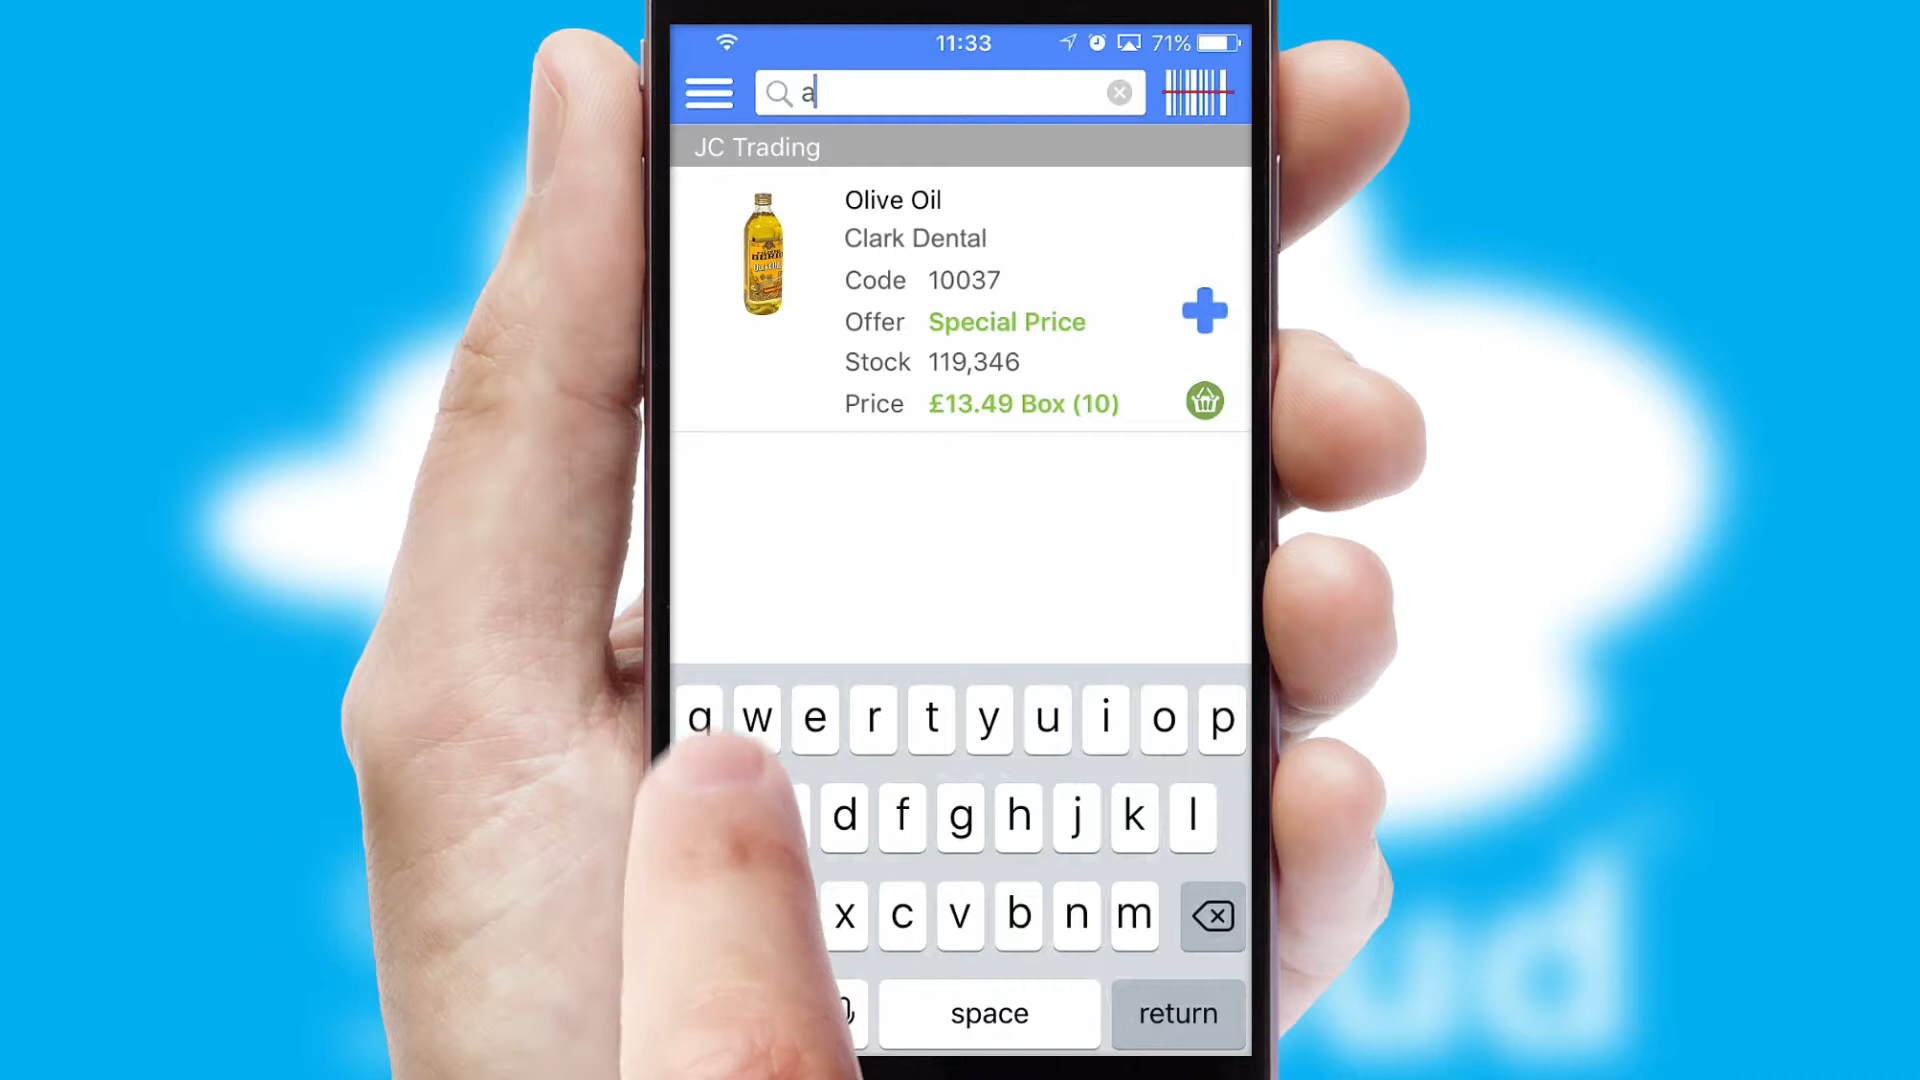 11:33
71%
a
JC Trading
Olive Oil
Clark Dental
Code 10037
Offer Special Price
Stock 119,346
Price £13.49 Box (10)
q w e r t y u i o p
d f g h j k l
x c v b n m
space return
ud